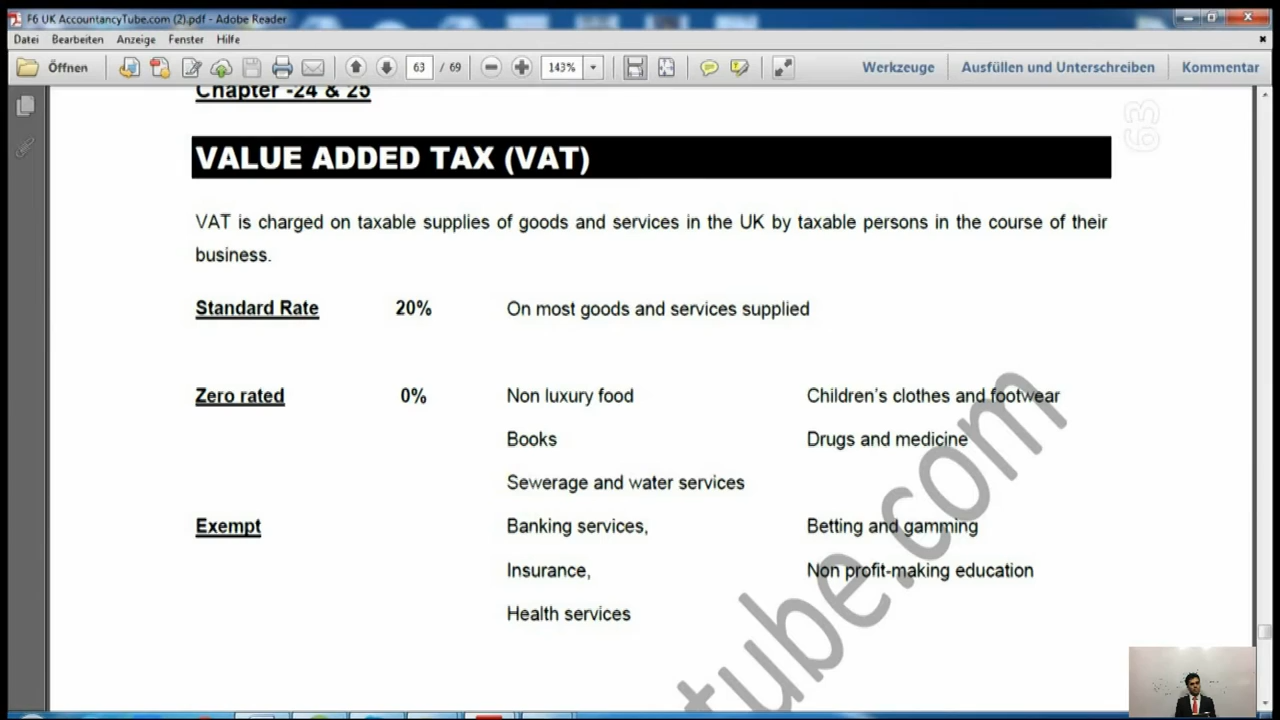 F6 UK AccountancyTube.com (2).pdf - Adobe Reader
Datei Bearbeiten Anzeige Fenster Hilfe
Öffnen 63 / 69 143% Werkzeuge Ausfüllen und Unterschreiben Kommentar
Chapter -24 & 25
63
VALUE ADDED TAX (VAT)
VAT is charged on taxable supplies of goods and services in the UK by taxable persons in the course of their
business.
Standard Rate 20% On most goods and services supplied
Zero rated 0% Non luxury food Children's clothes and footwear
Books Drugs and medicine
Sewerage and water services
Exempt Banking services, Betting and gamming
Insurance, Non profit-making education
Health services
tube.com